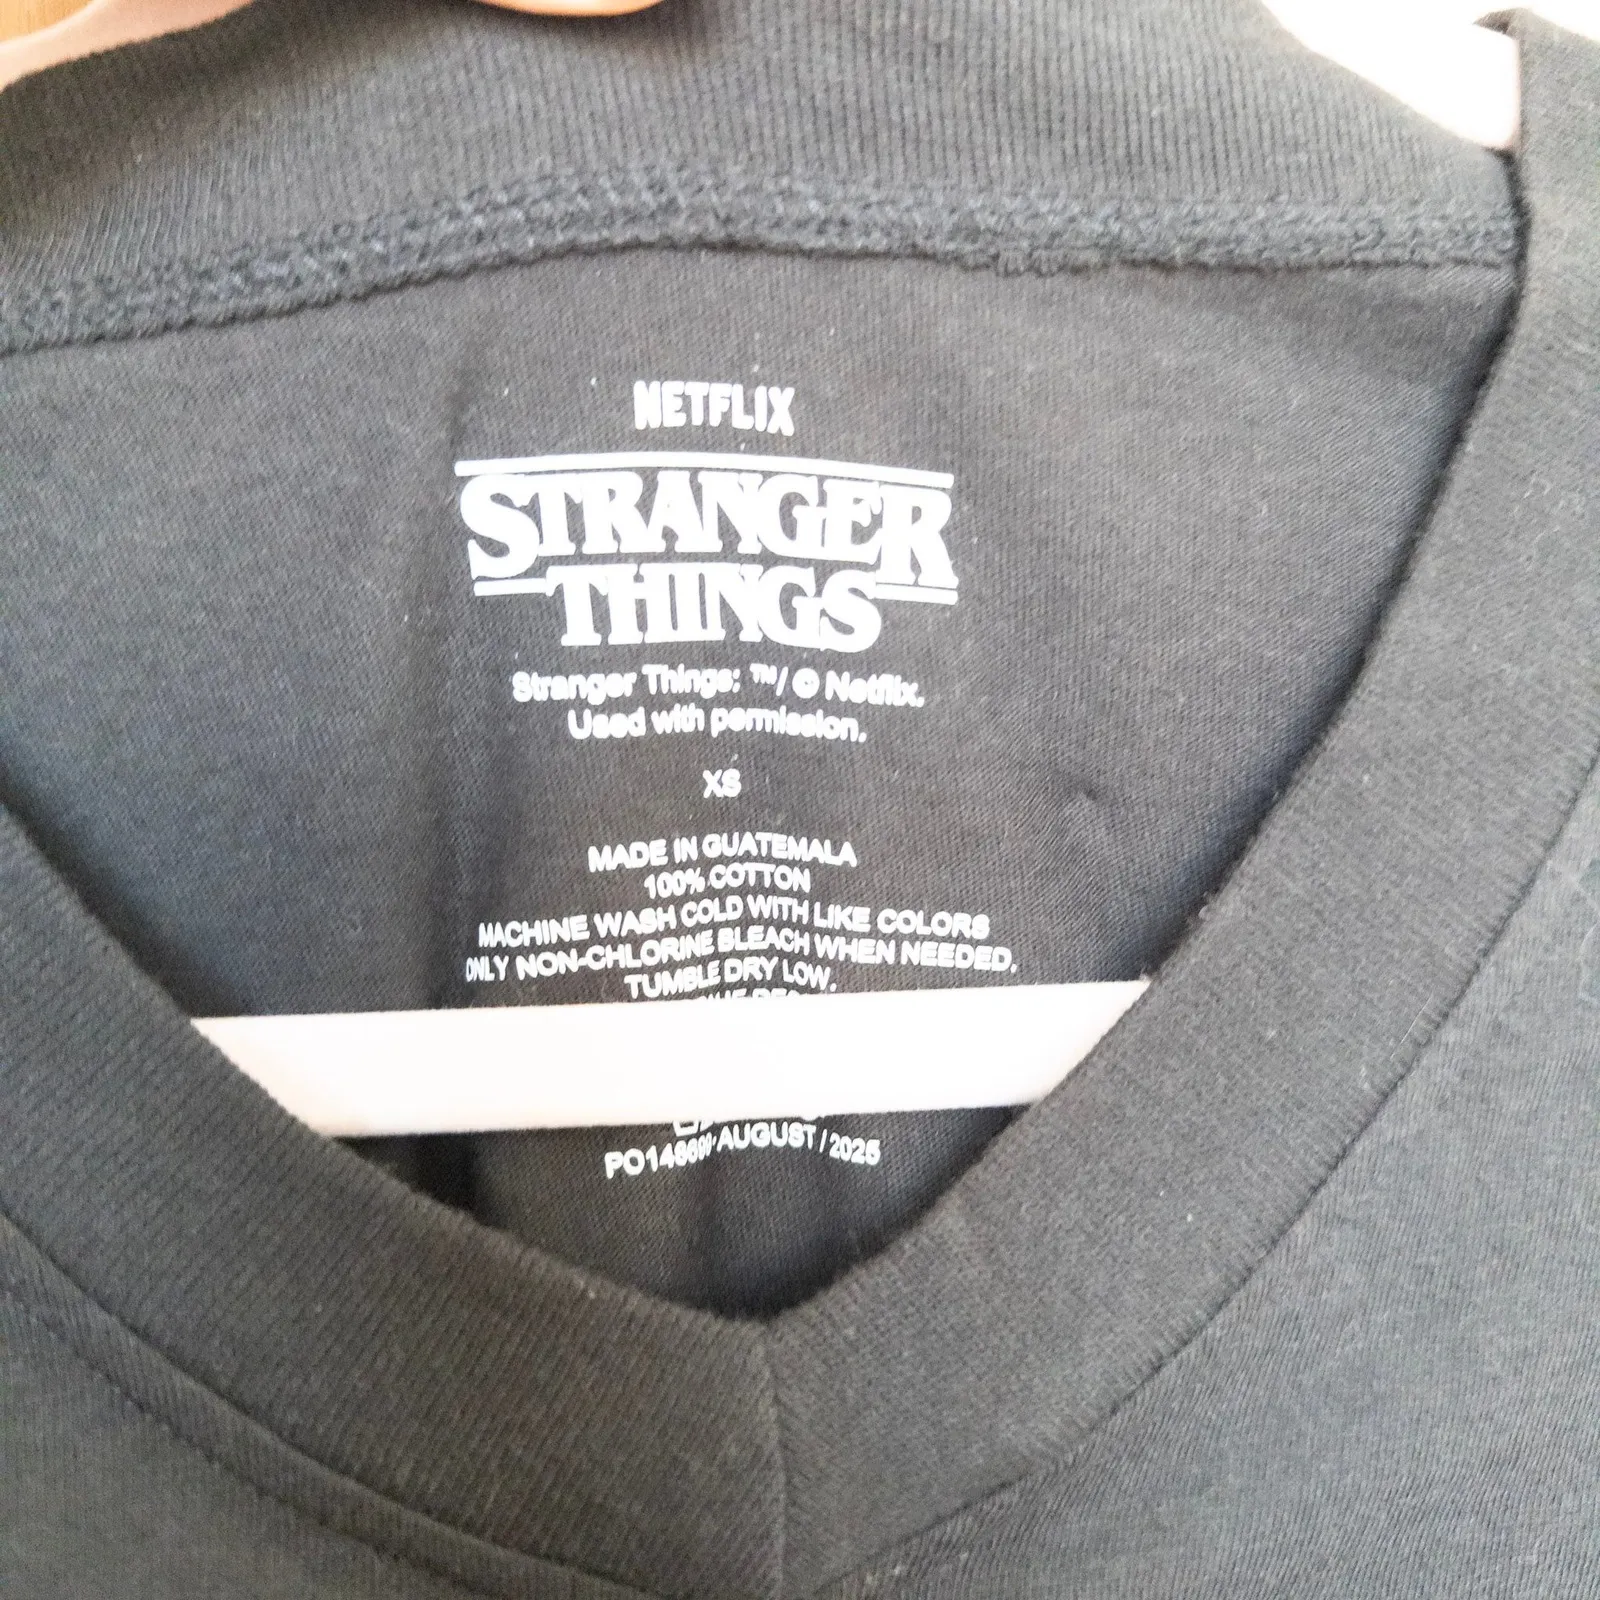 NETFLIX
STRANGER
THINGS
Stranger Things: ™/ © Netflix.
Used with permission.
XS
MADE IN GUATEMALA
100% COTTON
MACHINE WASH COLD WITH LIKE COLORS
ONLY NON-CHLORINE BLEACH WHEN NEEDED.
TUMBLE DRY LOW.
AUGUST / 2025